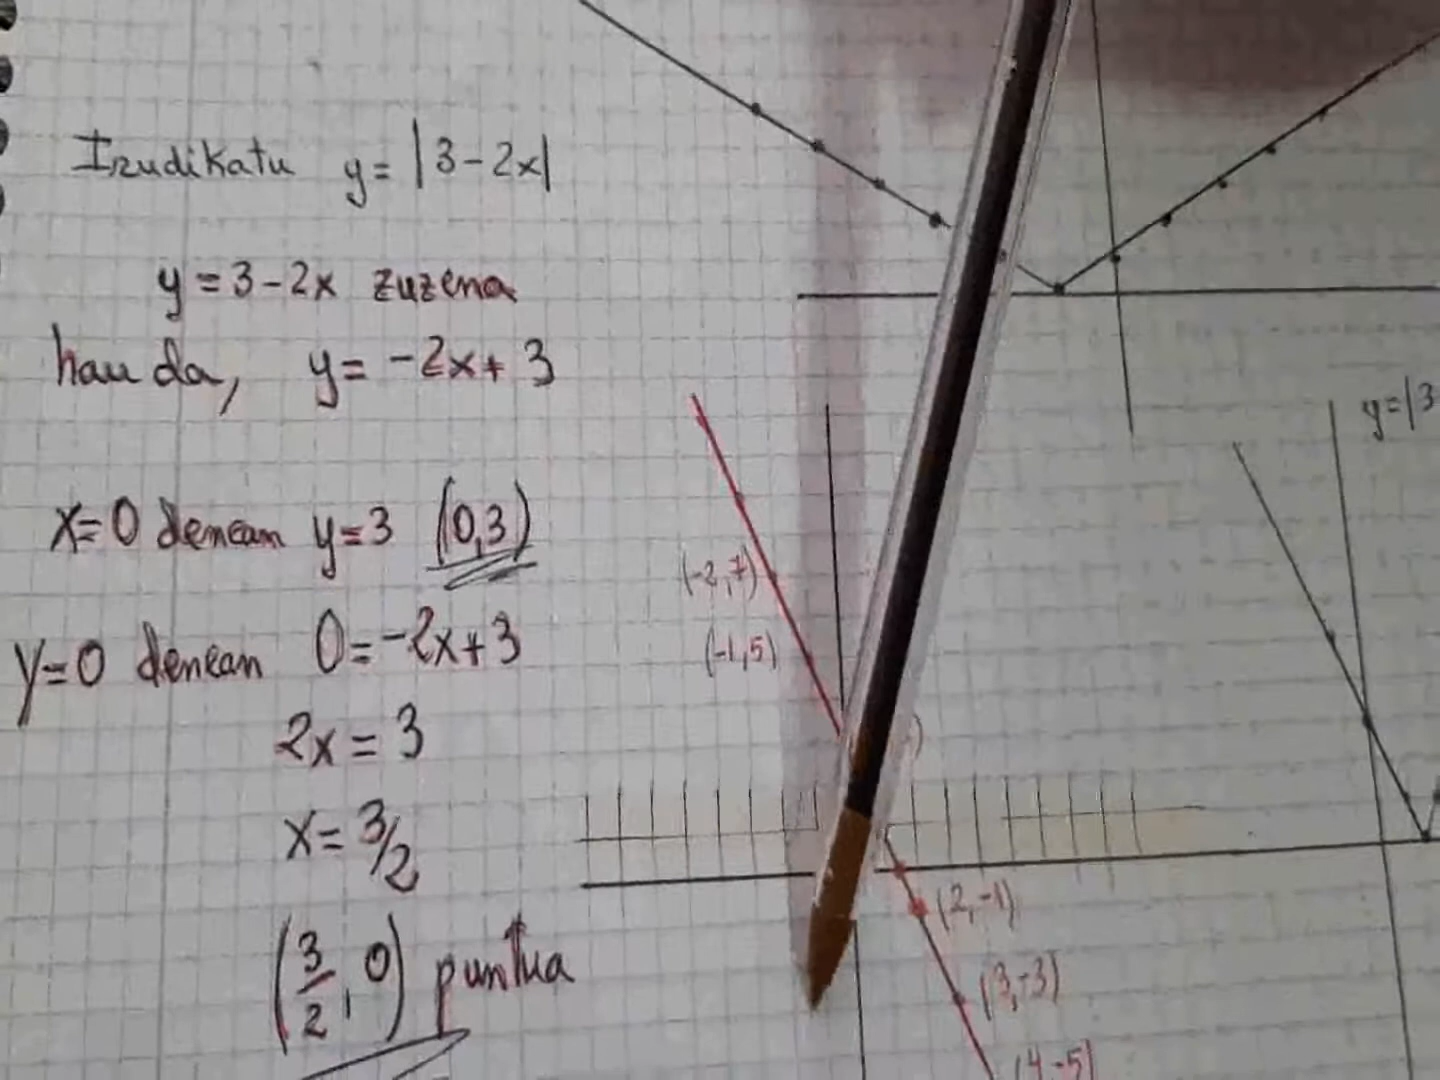 Irudikatu y = |3 - 2x|
y = 3 - 2x zuzena
hau da, y = -2x + 3
x = 0 denean y = 3 (0,3)
y = 0 denean 0 = -2x + 3
2x = 3
x = 3/2
(3/2, 0) puntua
(-2,7)
(-1,5)
(2,-1)
(3,-3)
(4,-5)
y = |3